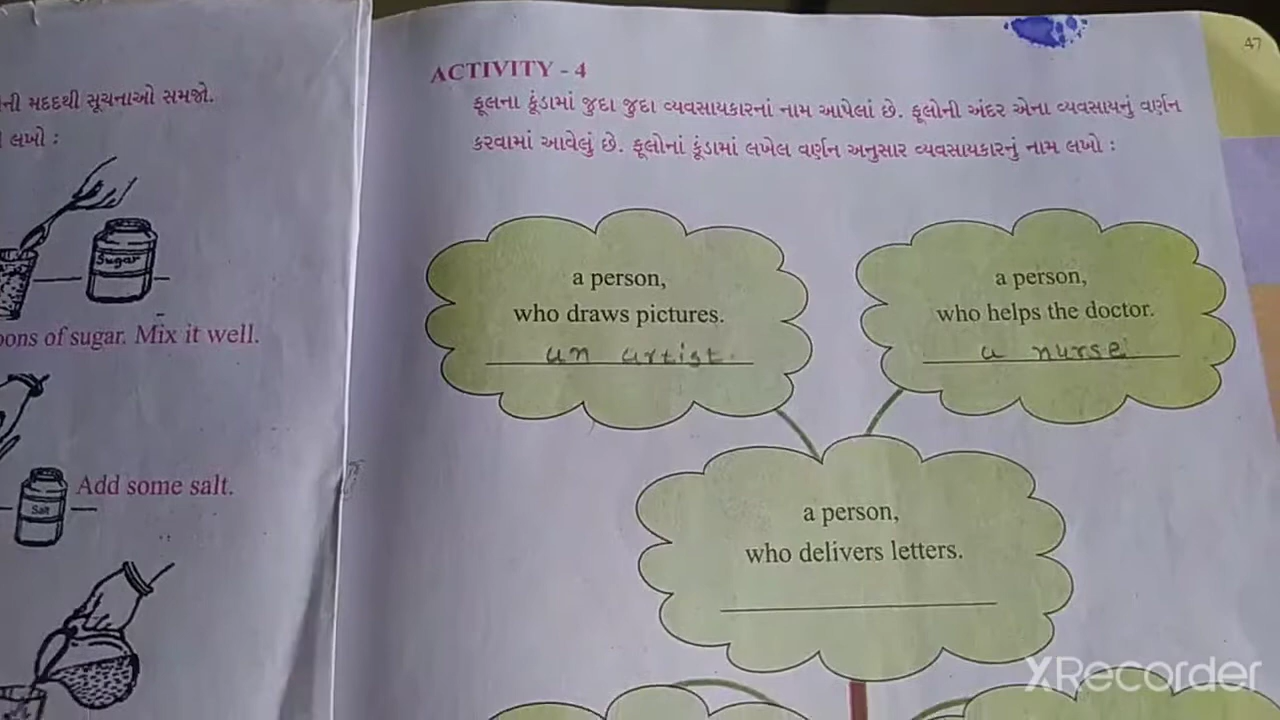 ની મદદથી સૂચનાઓ સમજો.
લખો :
Sugar
ons of sugar. Mix it well.
Add some salt.
Salt
47
ACTIVITY - 4
ફૂલના કૂંડામાં જુદા જુદા વ્યવસાયકારનાં નામ આપેલાં છે. ફૂલોની અંદર એના વ્યવસાયનું વર્ણન
કરવામાં આવેલું છે. ફૂલોનાં કૂંડામાં લખેલ વર્ણન અનુસાર વ્યવસાયકારનું નામ લખો :
a person,
who draws pictures.
an artist.
a person,
who helps the doctor.
a nurse.
a person,
who delivers letters.
XRecorder